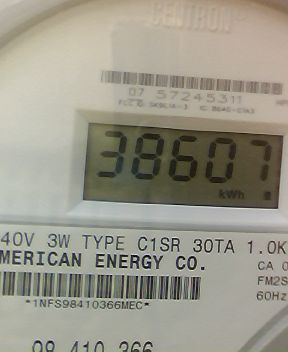 CENTRON
07 57245311
38607
kWh
40V 3W TYPE C1SR 30TA 1.0K
MERICAN ENERGY CO.
CA 0
FM2S
*1NFS98410366MEC*
60Hz
98 410 366